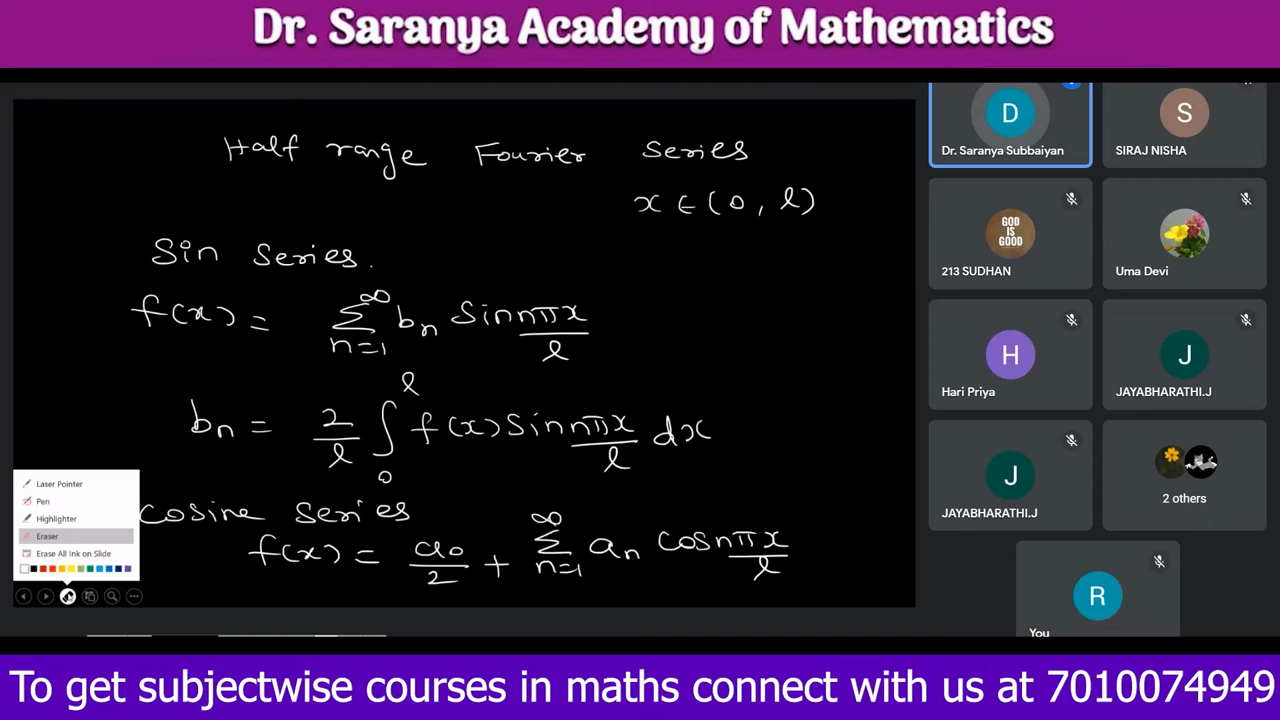 Dr. Saranya Academy of Mathematics
Half range Fourier series
x ∈ (0, l)
Sin series.
f(x) = ∑_{n=1}^{∞} b_n Sin nπx/l
b_n = 2/l ∫_0^l f(x) Sin nπx/l dx
cosine series
f(x) = a0/2 + ∑_{n=1}^{∞} a_n cos nπx/l
Laser Pointer
Pen
Highlighter
Eraser
Erase All Ink on Slide
D
Dr. Saranya Subbaiyan
S
SIRAJ NISHA
GOD
IS
GOOD
213 SUDHAN
Uma Devi
H
Hari Priya
J
JAYABHARATHI.J
J
JAYABHARATHI.J
2 others
R
You
To get subjectwise courses in maths connect with us at 7010074949